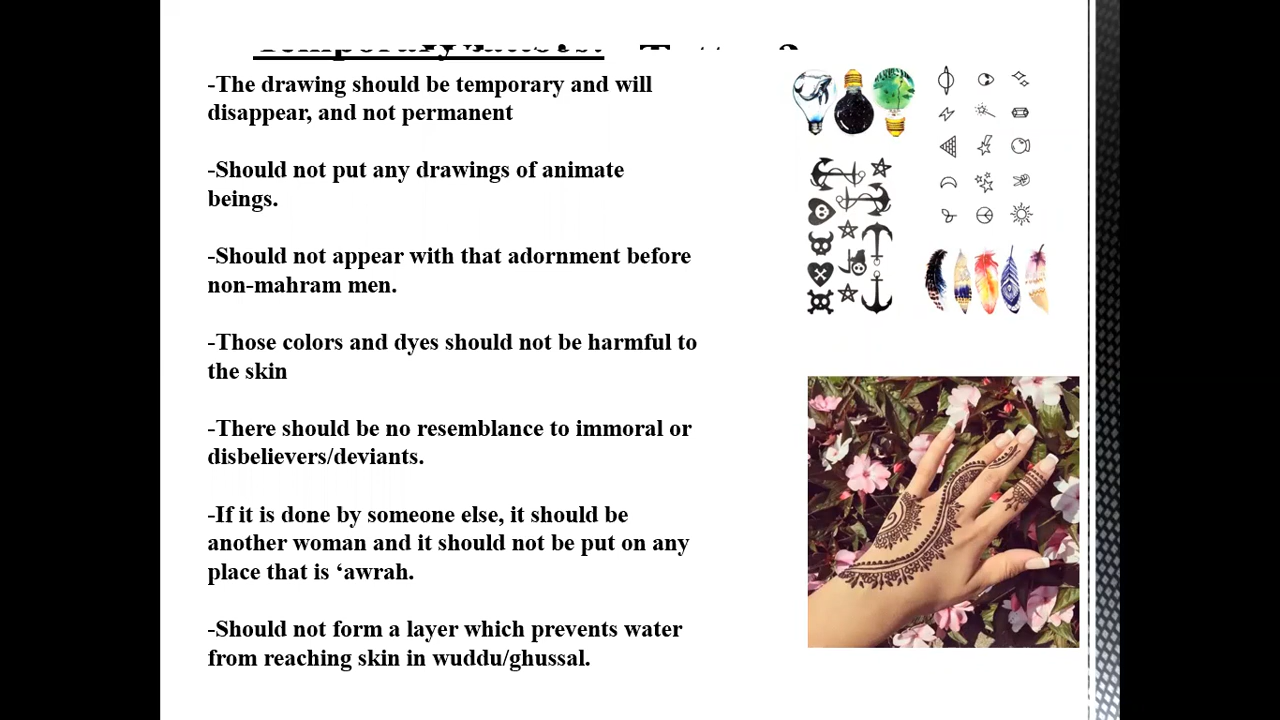 -The drawing should be temporary and will
disappear, and not permanent
-Should not put any drawings of animate
beings.
-Should not appear with that adornment before
non-mahram men.
-Those colors and dyes should not be harmful to
the skin
-There should be no resemblance to immoral or
disbelievers/deviants.
-If it is done by someone else, it should be
another woman and it should not be put on any
place that is ‘awrah.
-Should not form a layer which prevents water
from reaching skin in wuddu/ghussal.